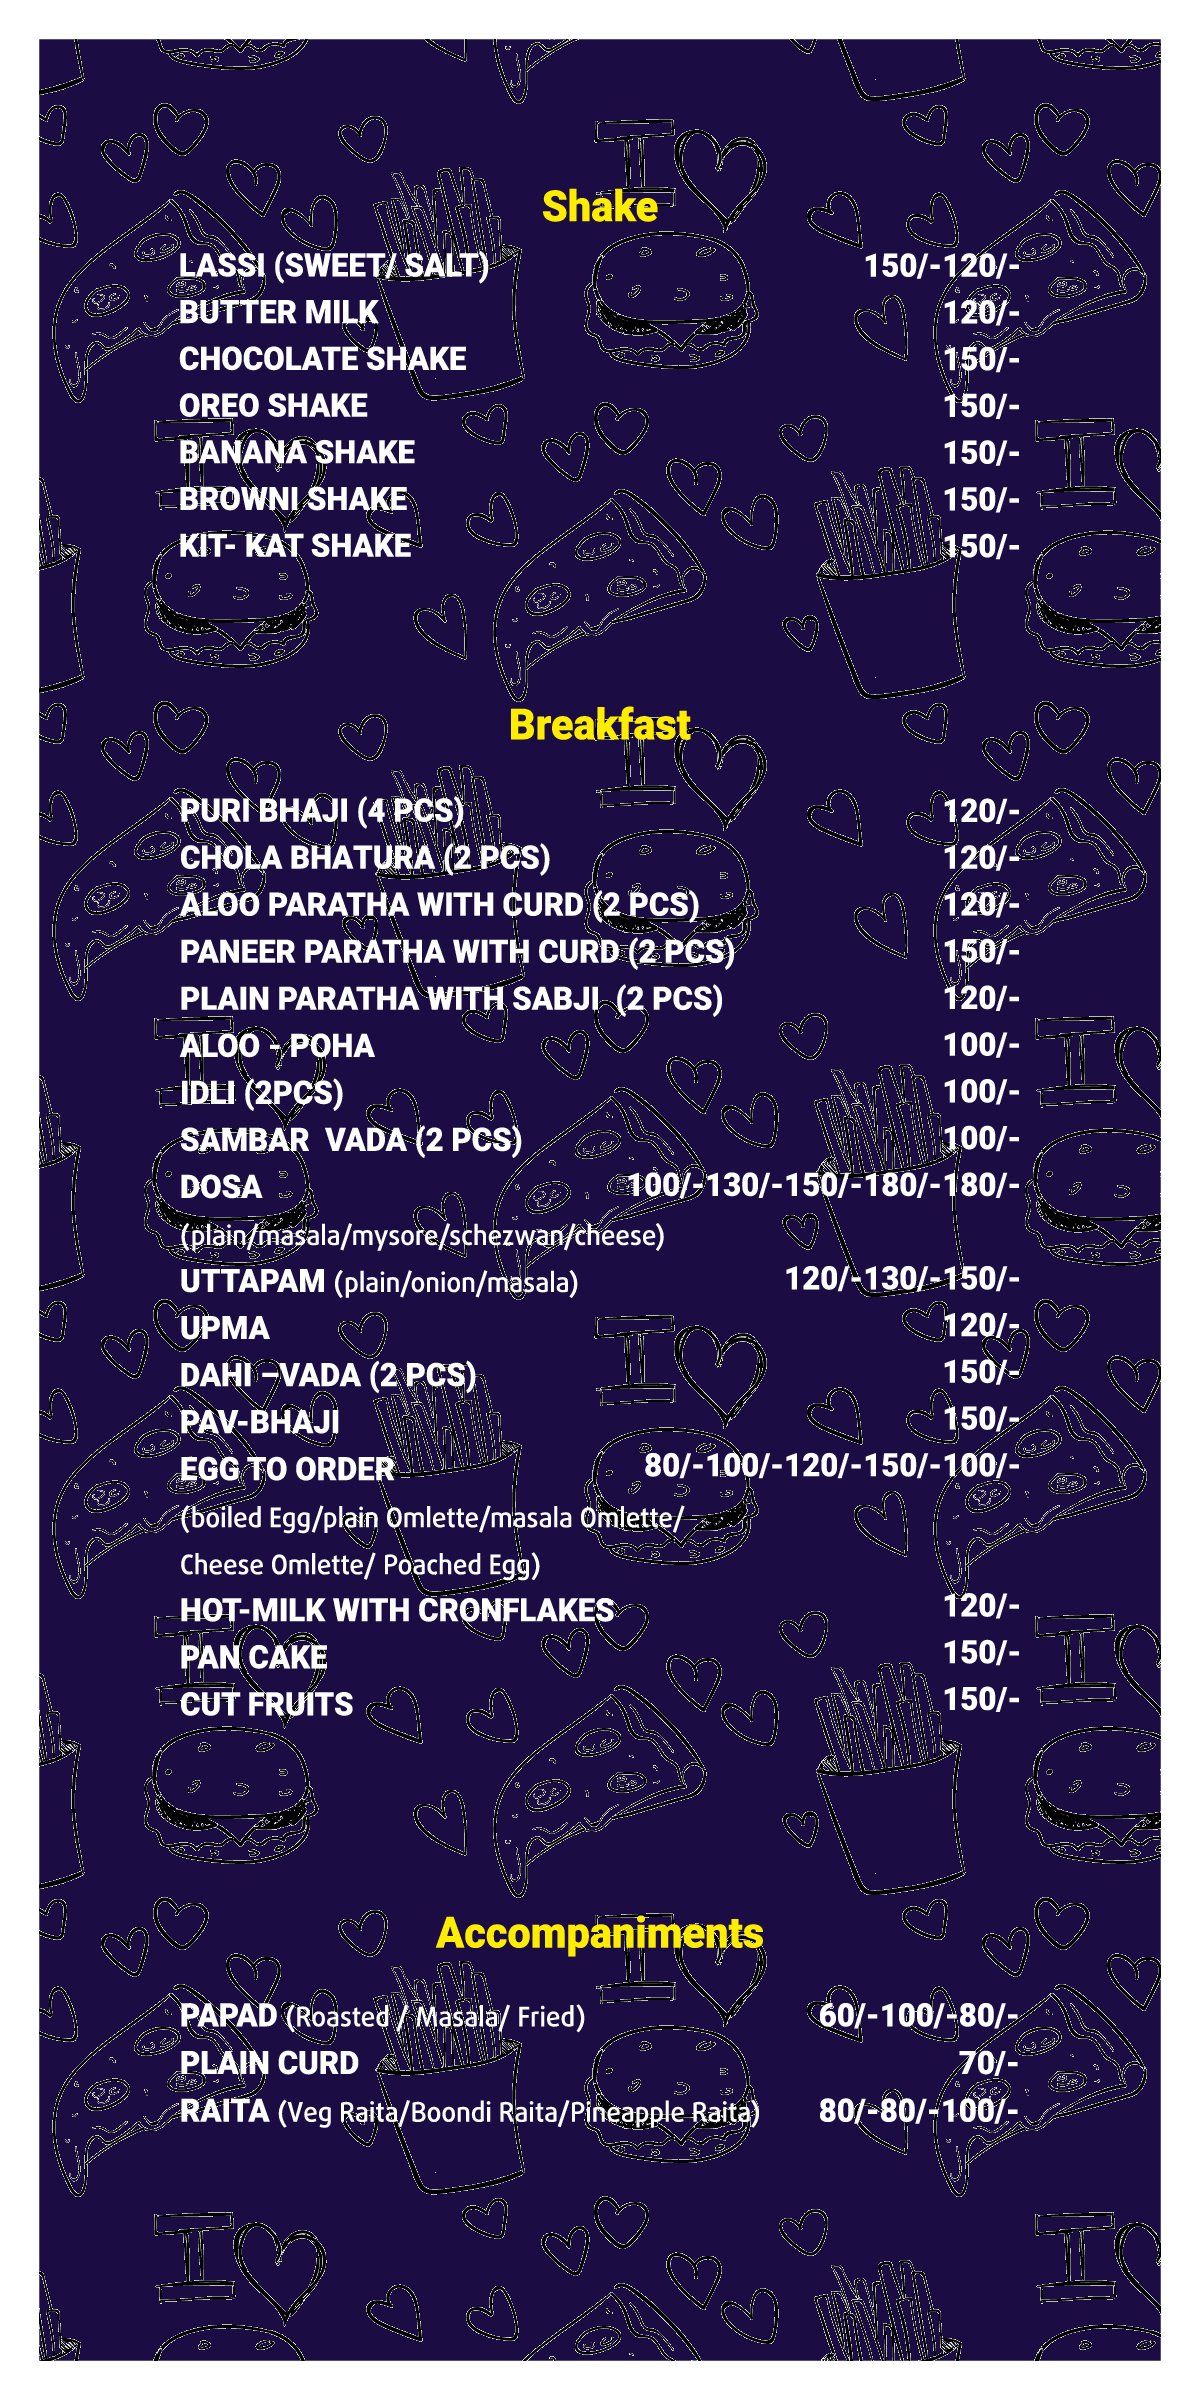 Shake
LASSI (SWEET/ SALT) 150/-120/-
BUTTER MILK 120/-
CHOCOLATE SHAKE 150/-
OREO SHAKE 150/-
BANANA SHAKE 150/-
BROWNI SHAKE 150/-
KIT- KAT SHAKE 150/-
Breakfast
PURI BHAJI (4 PCS) 120/-
CHOLA BHATURA (2 PCS) 120/-
ALOO PARATHA WITH CURD (2 PCS) 120/-
PANEER PARATHA WITH CURD (2 PCS) 150/-
PLAIN PARATHA WITH SABJI (2 PCS) 120/-
ALOO - POHA 100/-
IDLI (2PCS) 100/-
SAMBAR VADA (2 PCS) 100/-
DOSA 100/-130/-150/-180/-180/-
(plain/masala/mysore/schezwan/cheese)
UTTAPAM (plain/onion/masala) 120/-130/-150/-
UPMA 120/-
DAHI –VADA (2 PCS) 150/-
PAV-BHAJI 150/-
EGG TO ORDER 80/-100/-120/-150/-100/-
(boiled Egg/plain Omlette/masala Omlette/
Cheese Omlette/ Poached Egg)
HOT-MILK WITH CRONFLAKES 120/-
PAN CAKE 150/-
CUT FRUITS 150/-
Accompaniments
PAPAD (Roasted / Masala/ Fried) 60/-100/-80/-
PLAIN CURD 70/-
RAITA (Veg Raita/Boondi Raita/Pineapple Raita) 80/-80/-100/-